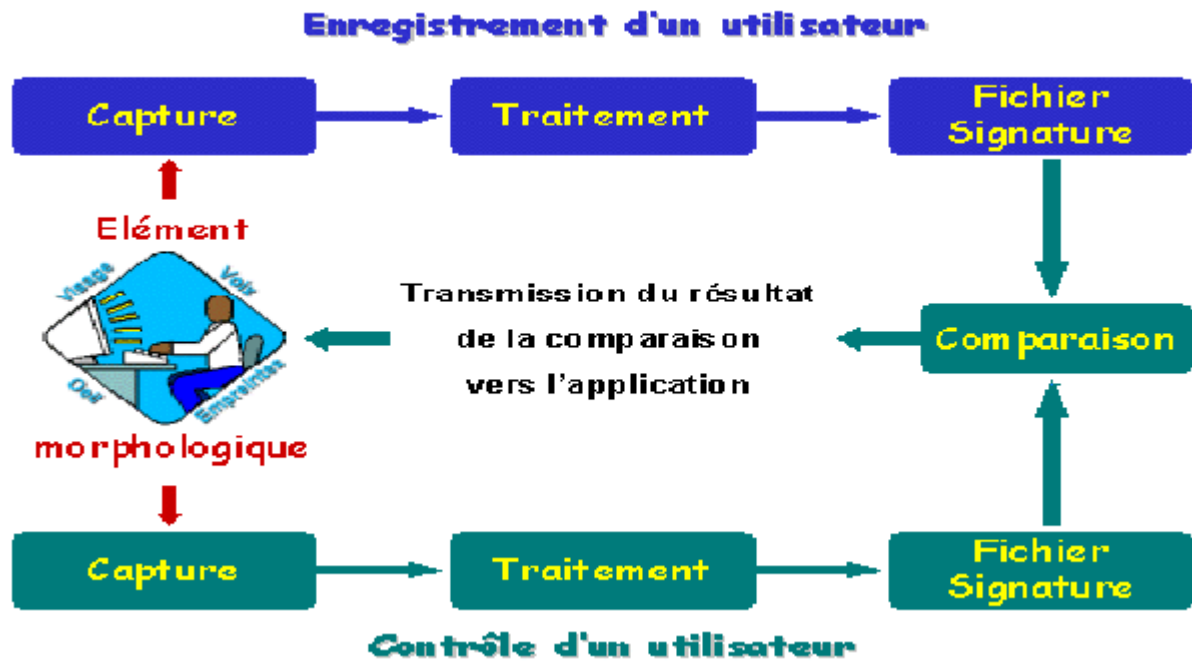 Enregistrement d'un utilisateur
Capture
Traitement
Fichier
Signature
Elément
Visage
Voix
Oeil
Empreintes
morphologique
Transmission du résultat
de la comparaison
vers l'application
Comparaison
Capture
Traitement
Fichier
Signature
Contrôle d'un utilisateur